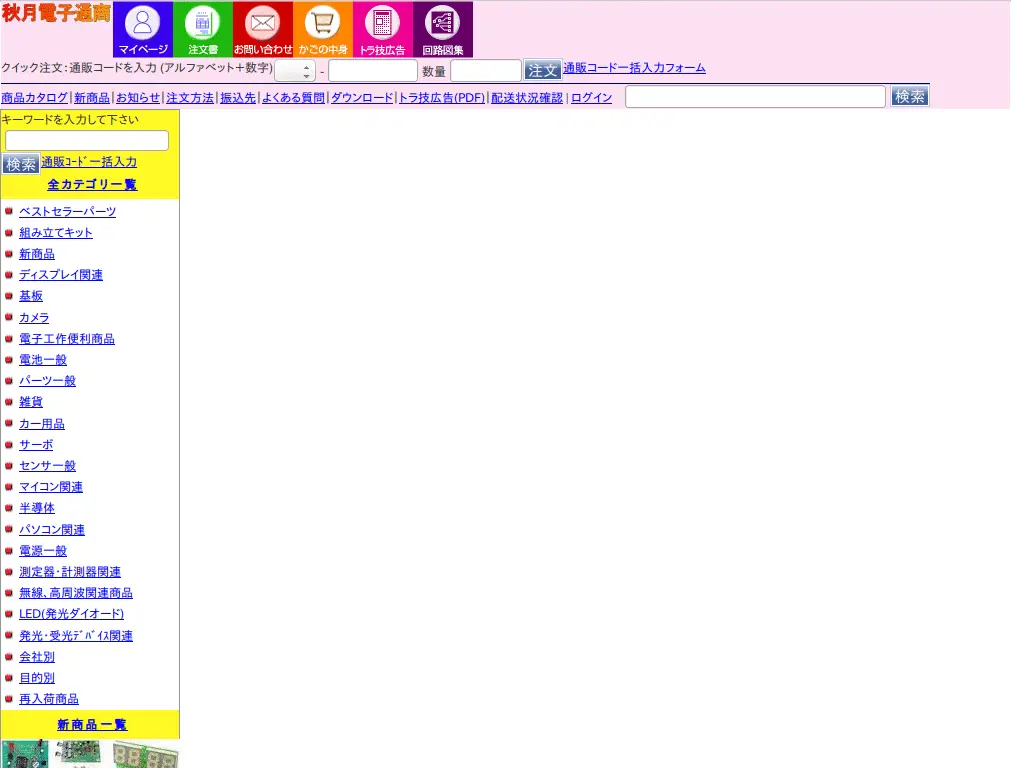 秋月電子通商
マイページ
注文書
お問い合わせ
かごの中身
トラ技広告
回路図集
クイック注文：通販コードを入力 (アルファベット＋数字) - 数量 注文 通販コード一括入力フォーム
商品カタログ|新商品|お知らせ|注文方法|振込先|よくある質問|ダウンロード|トラ技広告(PDF)|配送状況確認|ログイン 検索
キーワードを入力して下さい
検索 通販ｺｰﾄﾞ一括入力
全カテゴリ一覧
ベストセラーパーツ
組み立てキット
新商品
ディスプレイ関連
基板
カメラ
電子工作便利商品
電池一般
パーツ一般
雑貨
カー用品
サーボ
センサ一般
マイコン関連
半導体
パソコン関連
電源一般
測定器・計測器関連
無線、高周波関連商品
LED(発光ダイオード)
発光・受光ﾃﾞﾊﾞｲｽ関連
会社別
目的別
再入荷商品
新商品一覧